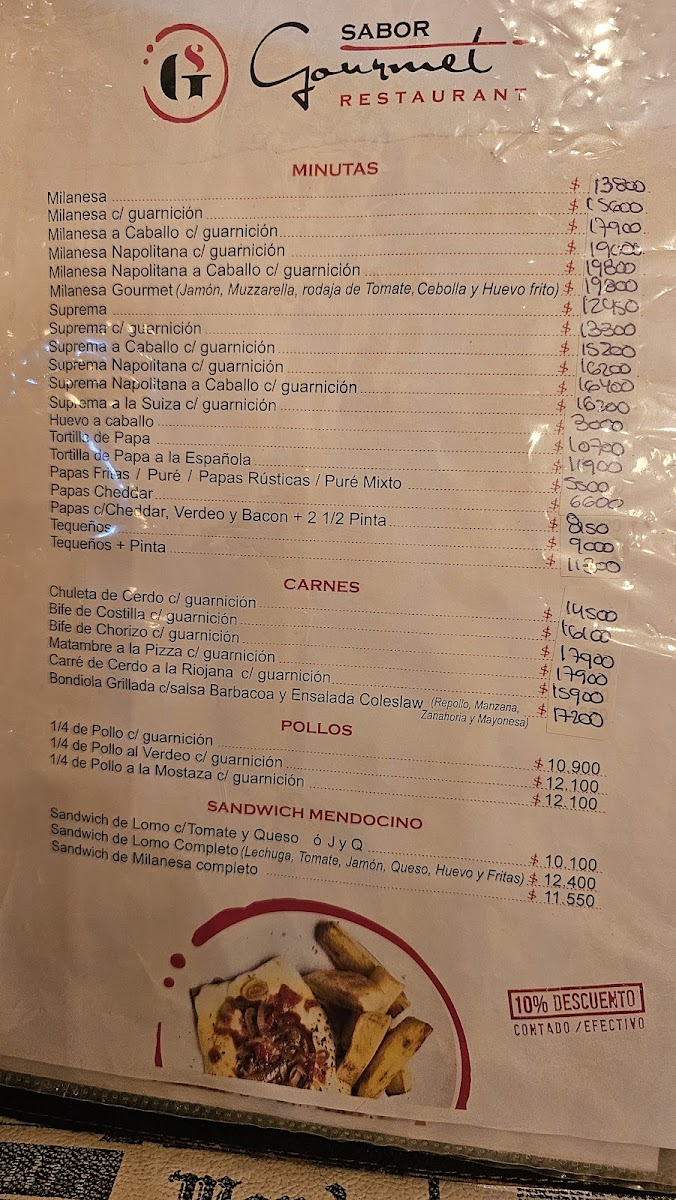 GS
SABOR
Gourmet
RESTAURANT
MINUTAS
Milanesa $ 13800
Milanesa c/ guarnición $ 15600
Milanesa a Caballo c/ guarnición $ 17900
Milanesa Napolitana c/ guarnición $
Milanesa Napolitana a Caballo c/ guarnición $ 19800
Milanesa Gourmet (Jamón, Muzzarella, rodaja de Tomate, Cebolla y Huevo frito) $ 19800
Suprema $ 12450
Suprema c/ guarnición $ 13300
Suprema a Caballo c/ guarnición $ 15200
Suprema Napolitana c/ guarnición $ 16200
Suprema Napolitana a Caballo c/ guarnición $ 16400
Suprema a la Suiza c/ guarnición $ 16200
Huevo a caballo $ 3000
Tortilla de Papa $ 10700
Tortilla de Papa a la Española $ 11900
Papas Fritas / Puré / Papas Rústicas / Puré Mixto $ 5500
Papas Cheddar $ 6600
Papas c/Cheddar, Verdeo y Bacon + 2 1/2 Pinta $ 8150
Tequeños $ 9000
Tequeños + Pinta $ 11200
CARNES
Chuleta de Cerdo c/ guarnición $ 14500
Bife de Costilla c/ guarnición $ 16100
Bife de Chorizo c/ guarnición $ 17900
Matambre a la Pizza c/ guarnición $ 17900
Carré de Cerdo a la Riojana c/ guarnición $ 15900
Bondiola Grillada c/salsa Barbacoa y Ensalada Coleslaw (Repollo, Manzana, $ 17200
Zanahoria y Mayonesa)
POLLOS
1/4 de Pollo c/ guarnición $ 10.900
1/4 de Pollo al Verdeo c/ guarnición $ 12.100
1/4 de Pollo a la Mostaza c/ guarnición $ 12.100
SANDWICH MENDOCINO
Sandwich de Lomo c/Tomate y Queso ó J y Q $ 10.100
Sandwich de Lomo Completo (Lechuga, Tomate, Jamón, Queso, Huevo y Fritas) $ 12.400
Sandwich de Milanesa completo $ 11.550
10% DESCUENTO
CONTADO / EFECTIVO